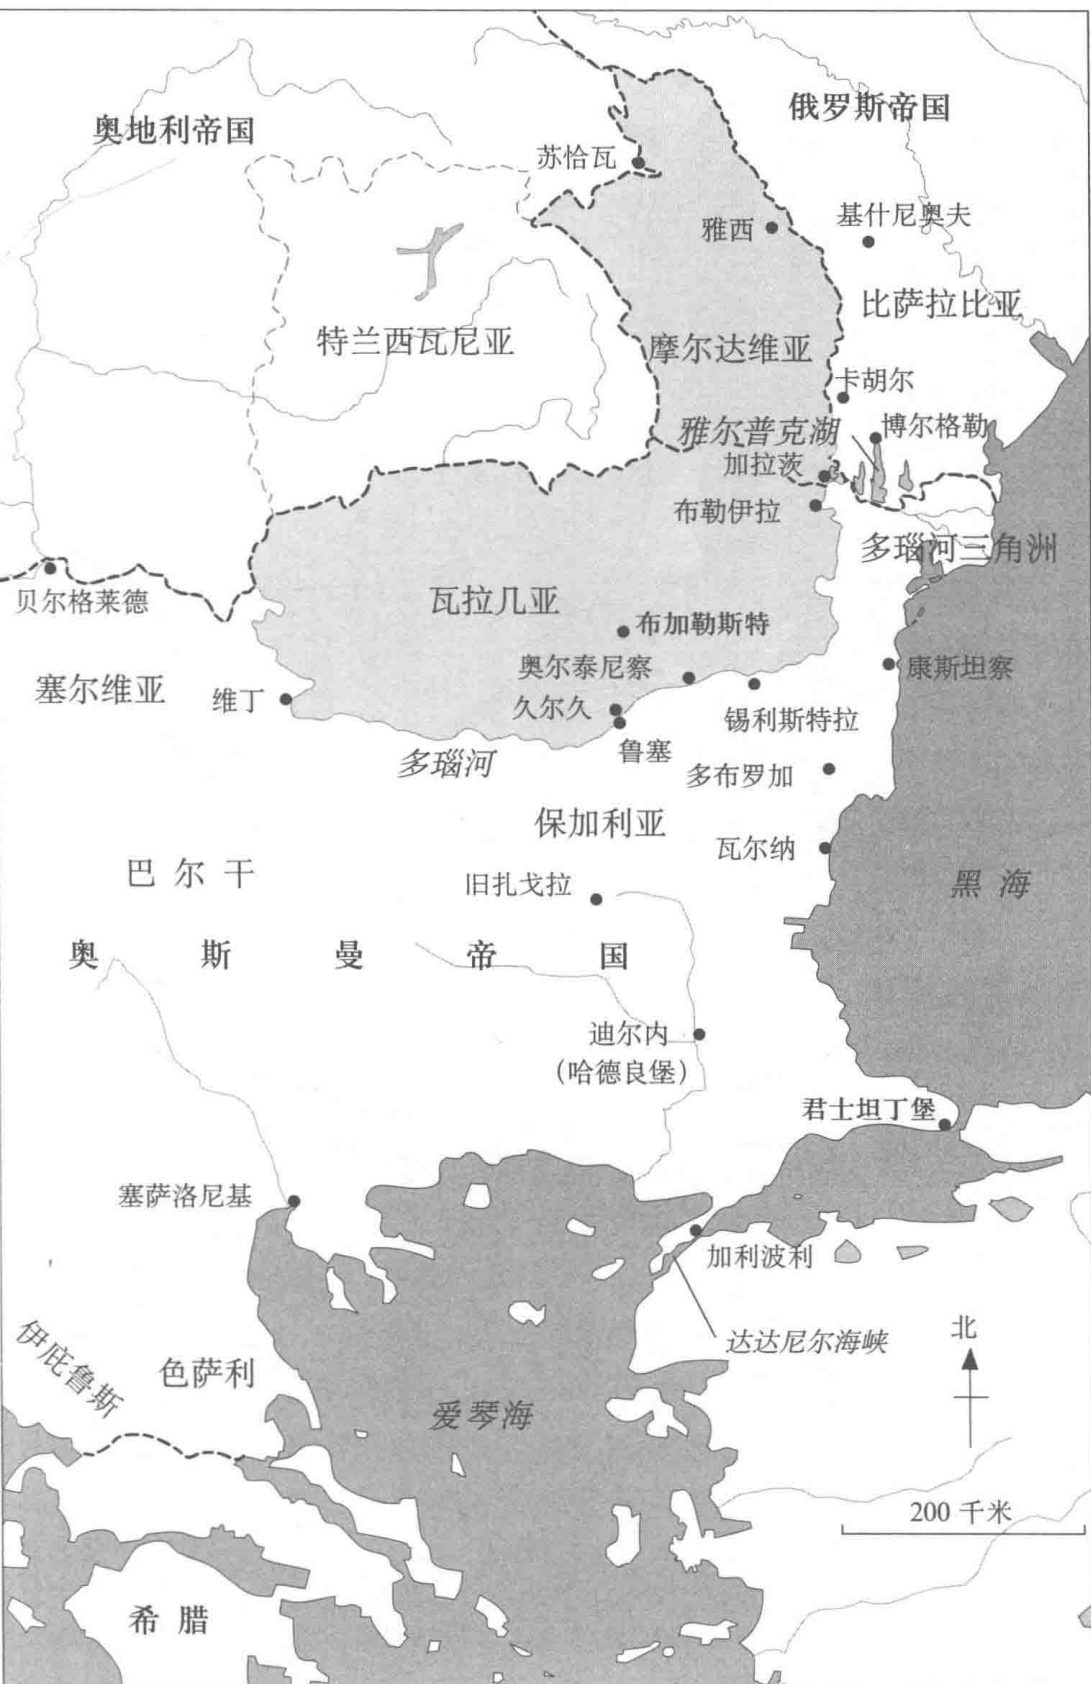 奥地利帝国
俄罗斯帝国
苏恰瓦
雅西
基什尼奥夫
比萨拉比亚
特兰西瓦尼亚
摩尔达维亚
卡胡尔
雅尔普克湖
博尔格勒
加拉茨
布勒伊拉
多瑙河三角洲
贝尔格莱德
瓦拉几亚
布加勒斯特
奥尔泰尼察
康斯坦察
塞尔维亚
维丁
久尔久
锡利斯特拉
鲁塞
多瑙河
多布罗加
保加利亚
瓦尔纳
巴尔干
旧扎戈拉
黑海
奥斯曼帝国
迪尔内
（哈德良堡）
君士坦丁堡
塞萨洛尼基
加利波利
达达尼尔海峡
北
伊庇鲁斯
色萨利
爱琴海
200 千米
希腊